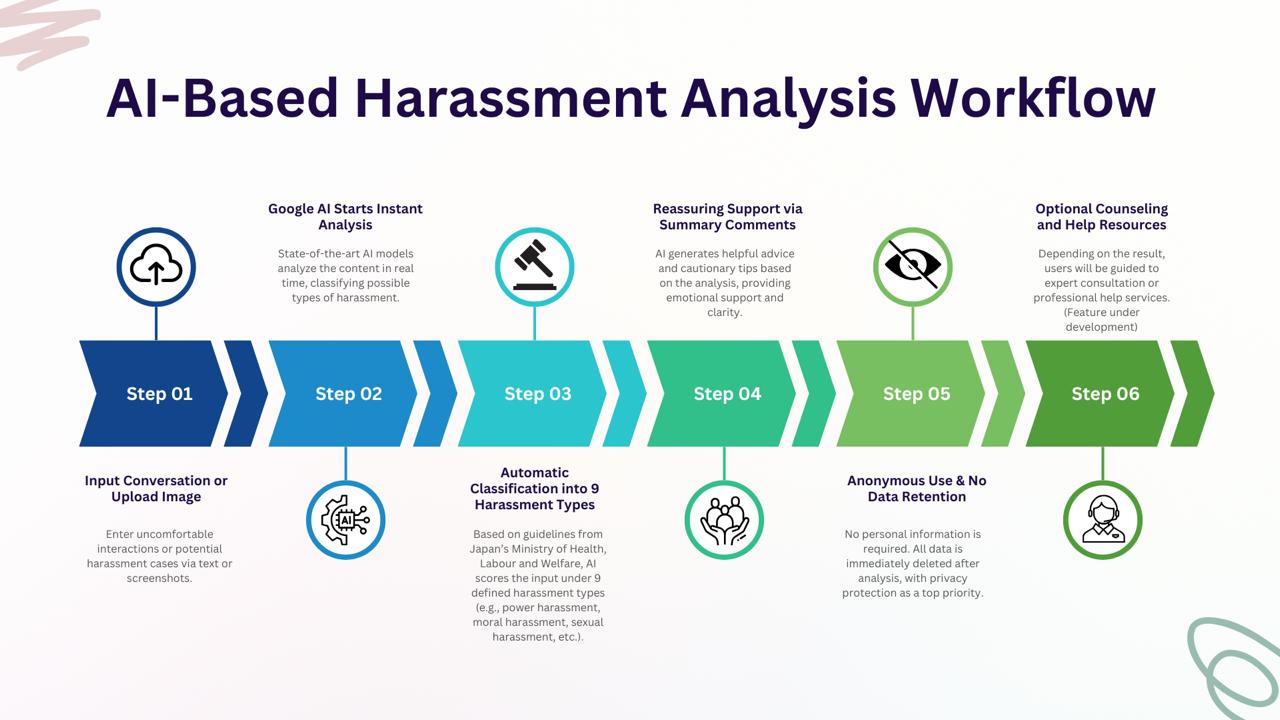 AI-Based Harassment Analysis Workflow
Step 01
Input Conversation or
Upload Image
Enter uncomfortable
interactions or potential
harassment cases via text or
screenshots.
Google AI Starts Instant
Analysis
State-of-the-art AI models
analyze the content in real
time, classifying possible
types of harassment.
Step 02
AI
Step 03
Automatic
Classification into 9
Harassment Types
Based on guidelines from
Japan's Ministry of Health,
Labour and Welfare, AI
scores the input under 9
defined harassment types
(e.g., power harassment,
moral harassment, sexual
harassment, etc.).
Reassuring Support via
Summary Comments
AI generates helpful advice
and cautionary tips based
on the analysis, providing
emotional support and
clarity.
Step 04
Step 05
Anonymous Use & No
Data Retention
No personal information is
required. All data is
immediately deleted after
analysis, with privacy
protection as a top priority.
Optional Counseling
and Help Resources
Depending on the result,
users will be guided to
expert consultation or
professional help services.
(Feature under
development)
Step 06